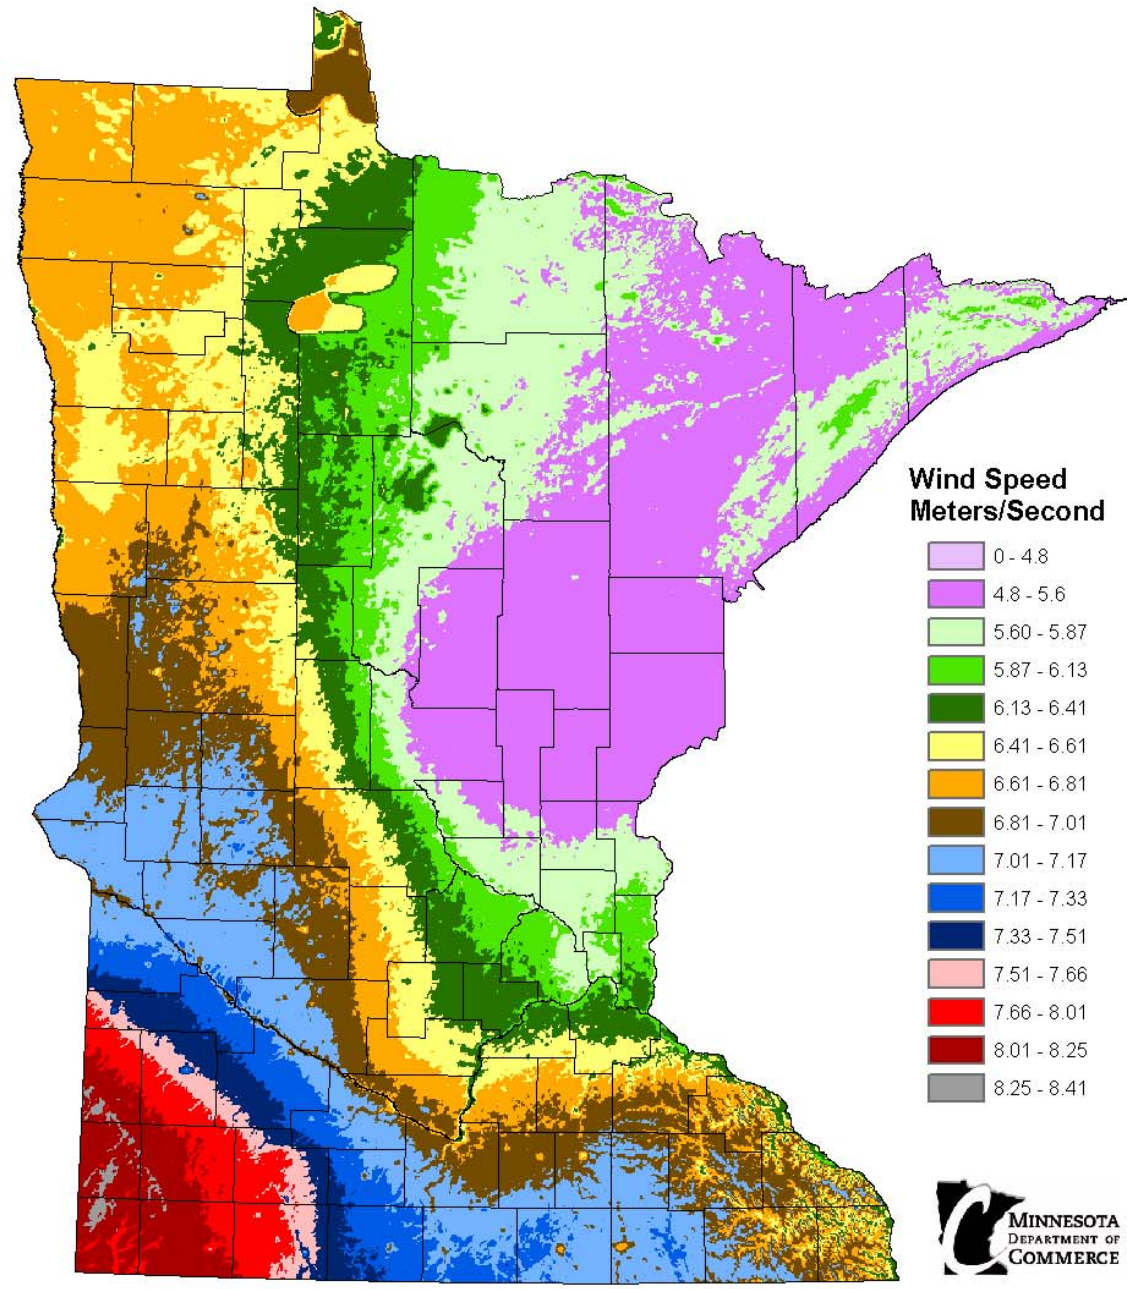 Wind Speed
Meters/Second
0 - 4.8
4.8 - 5.6
5.60 - 5.87
5.87 - 6.13
6.13 - 6.41
6.41 - 6.61
6.61 - 6.81
6.81 - 7.01
7.01 - 7.17
7.17 - 7.33
7.33 - 7.51
7.51 - 7.66
7.66 - 8.01
8.01 - 8.25
8.25 - 8.41
MINNESOTA
DEPARTMENT OF
COMMERCE